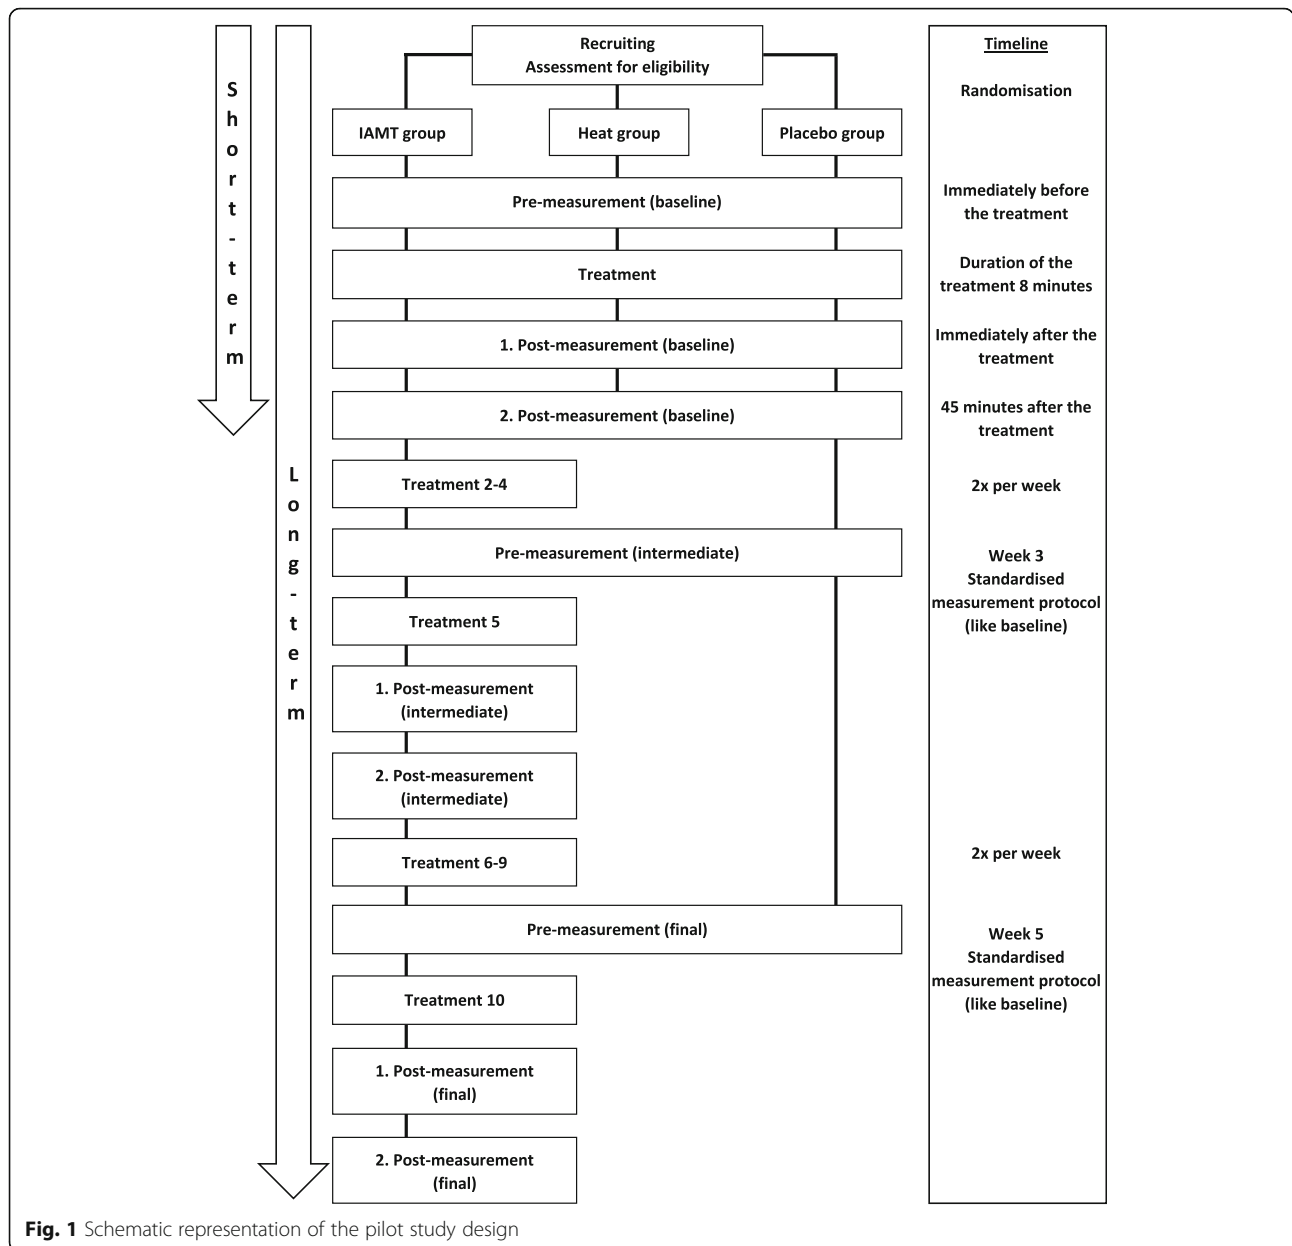 Short-term
Long-term
Recruiting
Assessment for eligibility
IAMT group
Heat group
Placebo group
Pre-measurement (baseline)
Treatment
1. Post-measurement (baseline)
2. Post-measurement (baseline)
Treatment 2-4
Pre-measurement (intermediate)
Treatment 5
1. Post-measurement
(intermediate)
2. Post-measurement
(intermediate)
Treatment 6-9
Pre-measurement (final)
Treatment 10
1. Post-measurement
(final)
2. Post-measurement
(final)
Timeline
Randomisation
Immediately before
the treatment
Duration of the
treatment 8 minutes
Immediately after the
treatment
45 minutes after the
treatment
2x per week
Week 3
Standardised
measurement protocol
(like baseline)
2x per week
Week 5
Standardised
measurement protocol
(like baseline)
Fig. 1 Schematic representation of the pilot study design